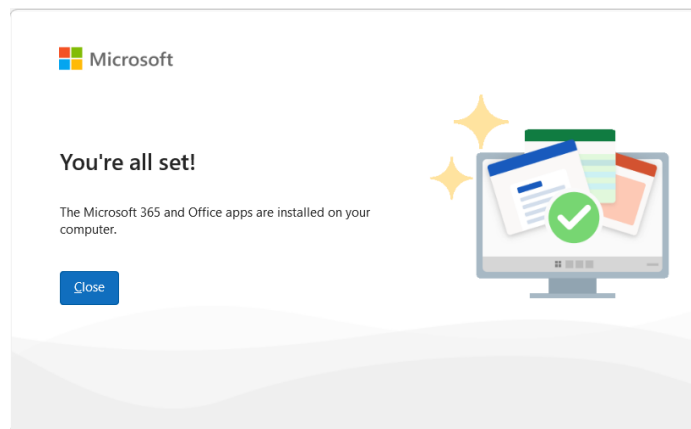 Microsoft
You're all set!
The Microsoft 365 and Office apps are installed on your
computer.
Close